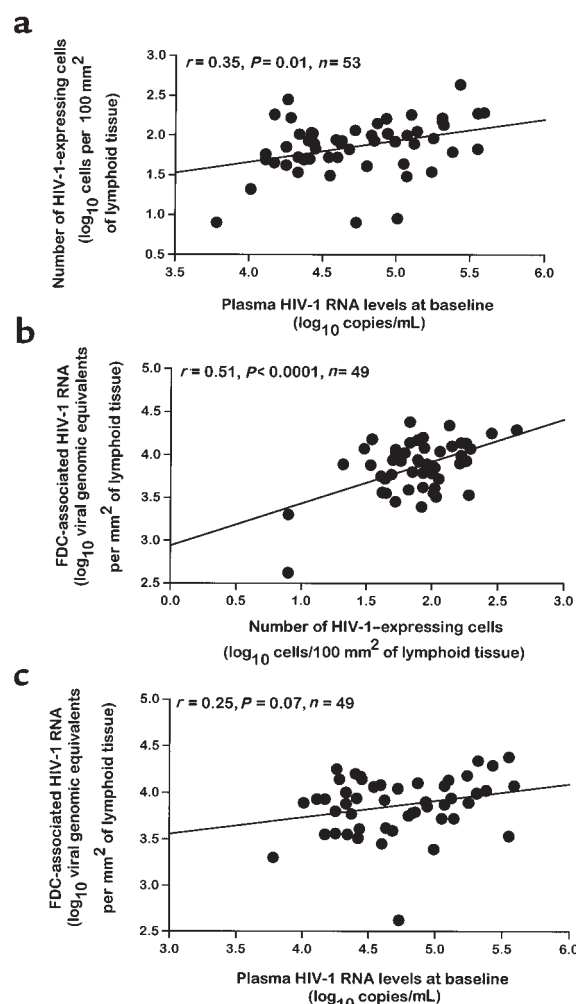 a
r = 0.35, P = 0.01, n = 53
Number of HIV-1-expressing cells
(log10 cells per 100 mm2
of lymphoid tissue)
3.0
2.5
2.0
1.5
1.0
0.5
3.5 4.0 4.5 5.0 5.5 6.0
Plasma HIV-1 RNA levels at baseline
(log10 copies/mL)
b
r = 0.51, P< 0.0001, n = 49
FDC-associated HIV-1 RNA
(log10 viral genomic equivalents
per mm2 of lymphoid tissue)
5.0
4.5
4.0
3.5
3.0
2.5
0.0 0.5 1.0 1.5 2.0 2.5 3.0
Number of HIV-1–expressing cells
(log10 cells/100 mm2 of lymphoid tissue)
c
r = 0.25, P = 0.07, n = 49
FDC-associated HIV-1 RNA
(log10 viral genomic equivalents
per mm2 of lymphoid tissue)
5.0
4.5
4.0
3.5
3.0
2.5
3.0 3.5 4.0 4.5 5.0 5.5 6.0
Plasma HIV-1 RNA levels at baseline
(log10 copies/mL)